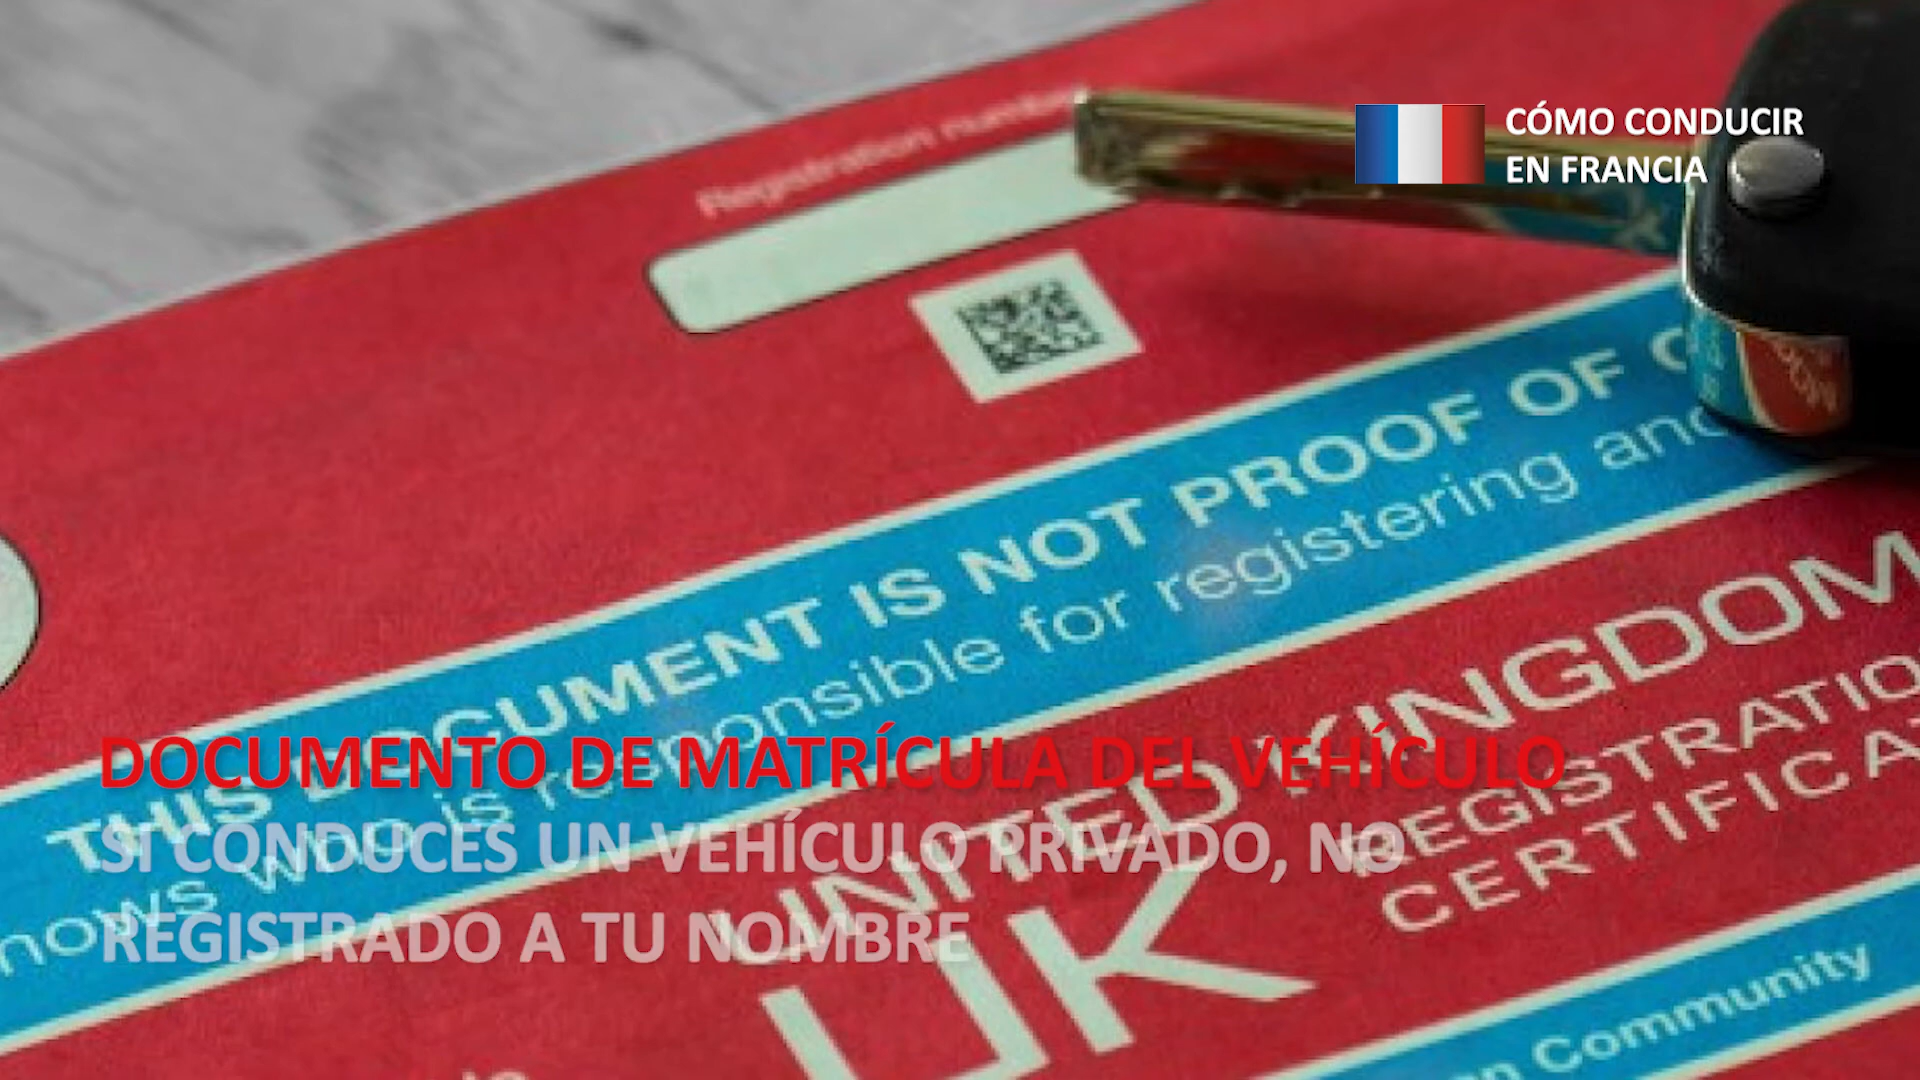 CÓMO CONDUCIR
EN FRANCIA
Registration number
THIS DOCUMENT IS NOT PROOF OF
who is responsible for registering and
UNITED KINGDOM
REGISTRATIO
CERTIFICA
UK
Community
DOCUMENTO DE MATRÍCULA DEL VEHÍCULO
SI CONDUCES UN VEHÍCULO PRIVADO, NO
REGISTRADO A TU NOMBRE